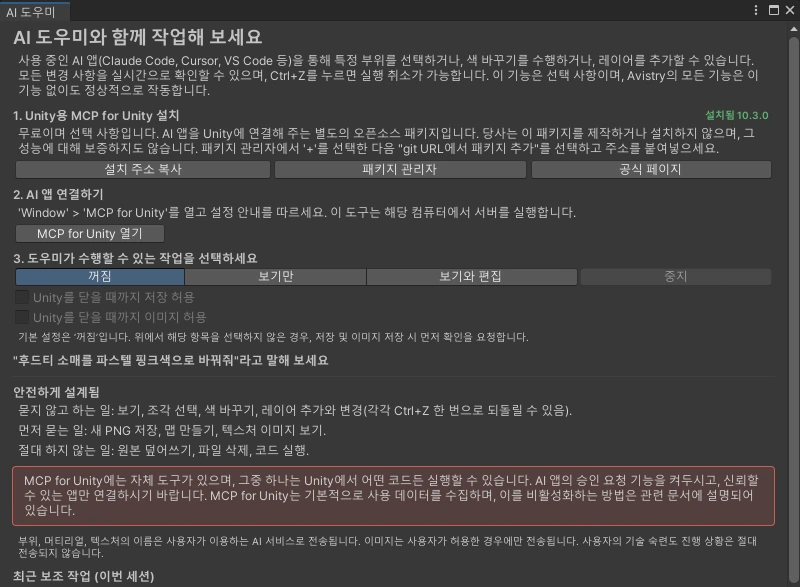 AI 도우미
AI 도우미와 함께 작업해 보세요
사용 중인 AI 앱(Claude Code, Cursor, VS Code 등)을 통해 특정 부위를 선택하거나, 색 바꾸기를 수행하거나, 레이어를 추가할 수 있습니다.
모든 변경 사항을 실시간으로 확인할 수 있으며, Ctrl+Z를 누르면 실행 취소가 가능합니다. 이 기능은 선택 사항이며, Avistry의 모든 기능은 이
기능 없이도 정상적으로 작동합니다.
1. Unity용 MCP for Unity 설치
설치됨 10.3.0
무료이며 선택 사항입니다. AI 앱을 Unity에 연결해 주는 별도의 오픈소스 패키지입니다. 당사는 이 패키지를 제작하거나 설치하지 않으며, 그
성능에 대해 보증하지도 않습니다. 패키지 관리자에서 '+'를 선택한 다음 "git URL에서 패키지 추가"를 선택하고 주소를 붙여넣으세요.
설치 주소 복사
패키지 관리자
공식 페이지
2. AI 앱 연결하기
'Window' > 'MCP for Unity'를 열고 설정 안내를 따르세요. 이 도구는 해당 컴퓨터에서 서버를 실행합니다.
MCP for Unity 열기
3. 도우미가 수행할 수 있는 작업을 선택하세요
꺼짐
보기만
보기와 편집
중지
Unity를 닫을 때까지 저장 허용
Unity를 닫을 때까지 이미지 허용
기본 설정은 '꺼짐'입니다. 위에서 해당 항목을 선택하지 않은 경우, 저장 및 이미지 저장 시 먼저 확인을 요청합니다.
"후드티 소매를 파스텔 핑크색으로 바꿔줘"라고 말해 보세요
안전하게 설계됨
묻지 않고 하는 일: 보기, 조각 선택, 색 바꾸기, 레이어 추가와 변경(각각 Ctrl+Z 한 번으로 되돌릴 수 있음).
먼저 묻는 일: 새 PNG 저장, 맵 만들기, 텍스처 이미지 보기.
절대 하지 않는 일: 원본 덮어쓰기, 파일 삭제, 코드 실행.
MCP for Unity에는 자체 도구가 있으며, 그중 하나는 Unity에서 어떤 코드든 실행할 수 있습니다. AI 앱의 승인 요청 기능을 켜두시고, 신뢰할
수 있는 앱만 연결하시기 바랍니다. MCP for Unity는 기본적으로 사용 데이터를 수집하며, 이를 비활성화하는 방법은 관련 문서에 설명되어
있습니다.
부위, 머티리얼, 텍스처의 이름은 사용자가 이용하는 AI 서비스로 전송됩니다. 이미지는 사용자가 허용한 경우에만 전송됩니다. 사용자의 기술 숙련도 진행 상황은 절대
전송되지 않습니다.
최근 보조 작업 (이번 세션)